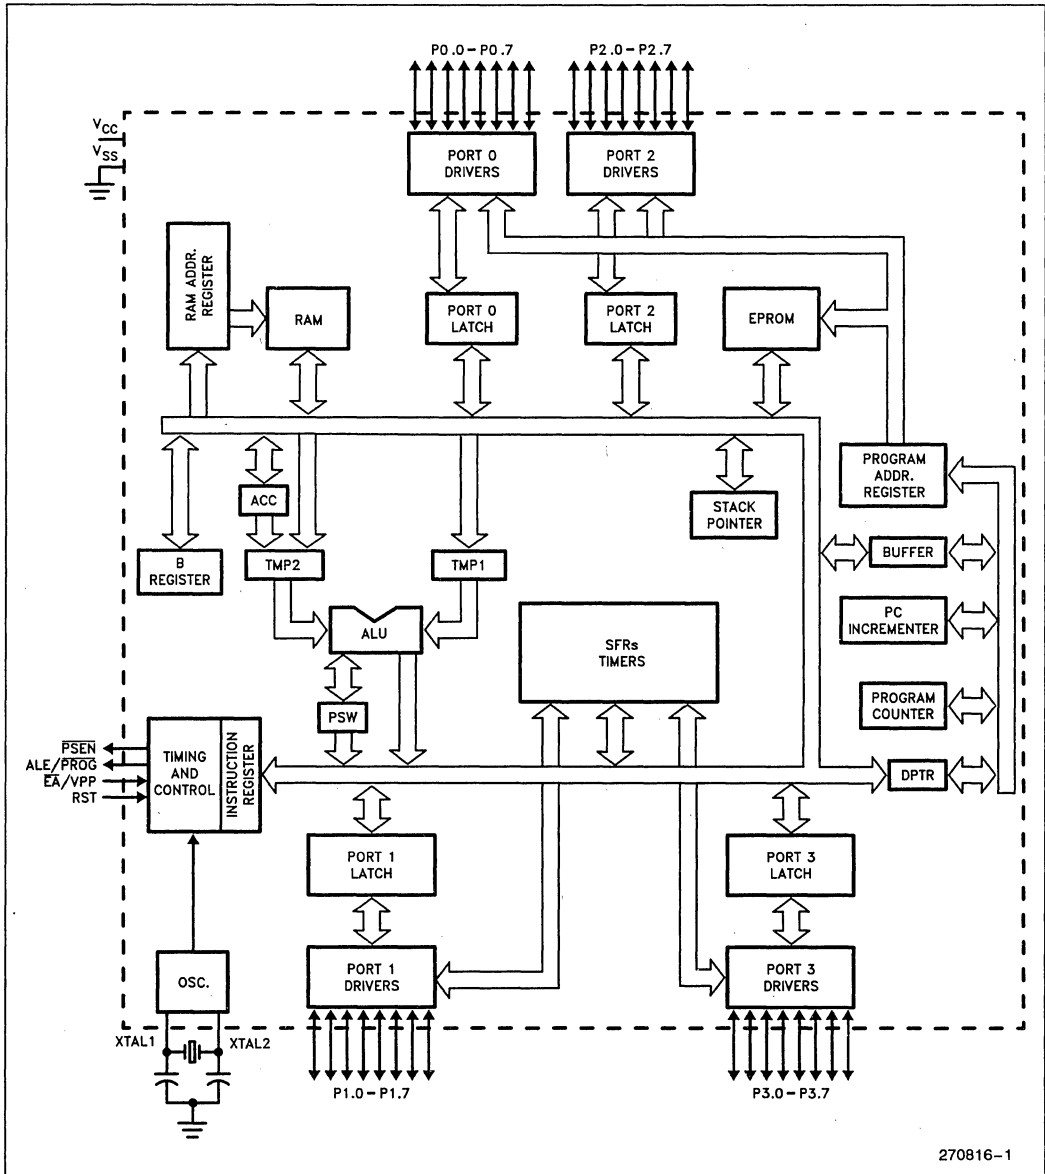 P0.0–P0.7
P2.0–P2.7
VCC
VSS
PORT 0
DRIVERS
PORT 2
DRIVERS
RAM ADDR.
REGISTER
RAM
PORT 0
LATCH
PORT 2
LATCH
EPROM
PROGRAM
ADDR.
REGISTER
ACC
STACK
POINTER
B
REGISTER
TMP2
TMP1
BUFFER
ALU
SFRs
TIMERS
PC
INCREMENTER
PSW
PROGRAM
COUNTER
P̅S̅E̅N̅
ALE/P̅R̅O̅G̅
E̅A̅/VPP
RST
TIMING
AND
CONTROL
INSTRUCTION
REGISTER
DPTR
PORT 1
LATCH
PORT 3
LATCH
OSC.
PORT 1
DRIVERS
PORT 3
DRIVERS
XTAL1
XTAL2
P1.0–P1.7
P3.0–P3.7
270816–1